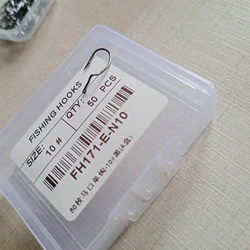 FISHING HOOKS
SIZE: 10# QTY: 50 PCS
FH171-E-N10